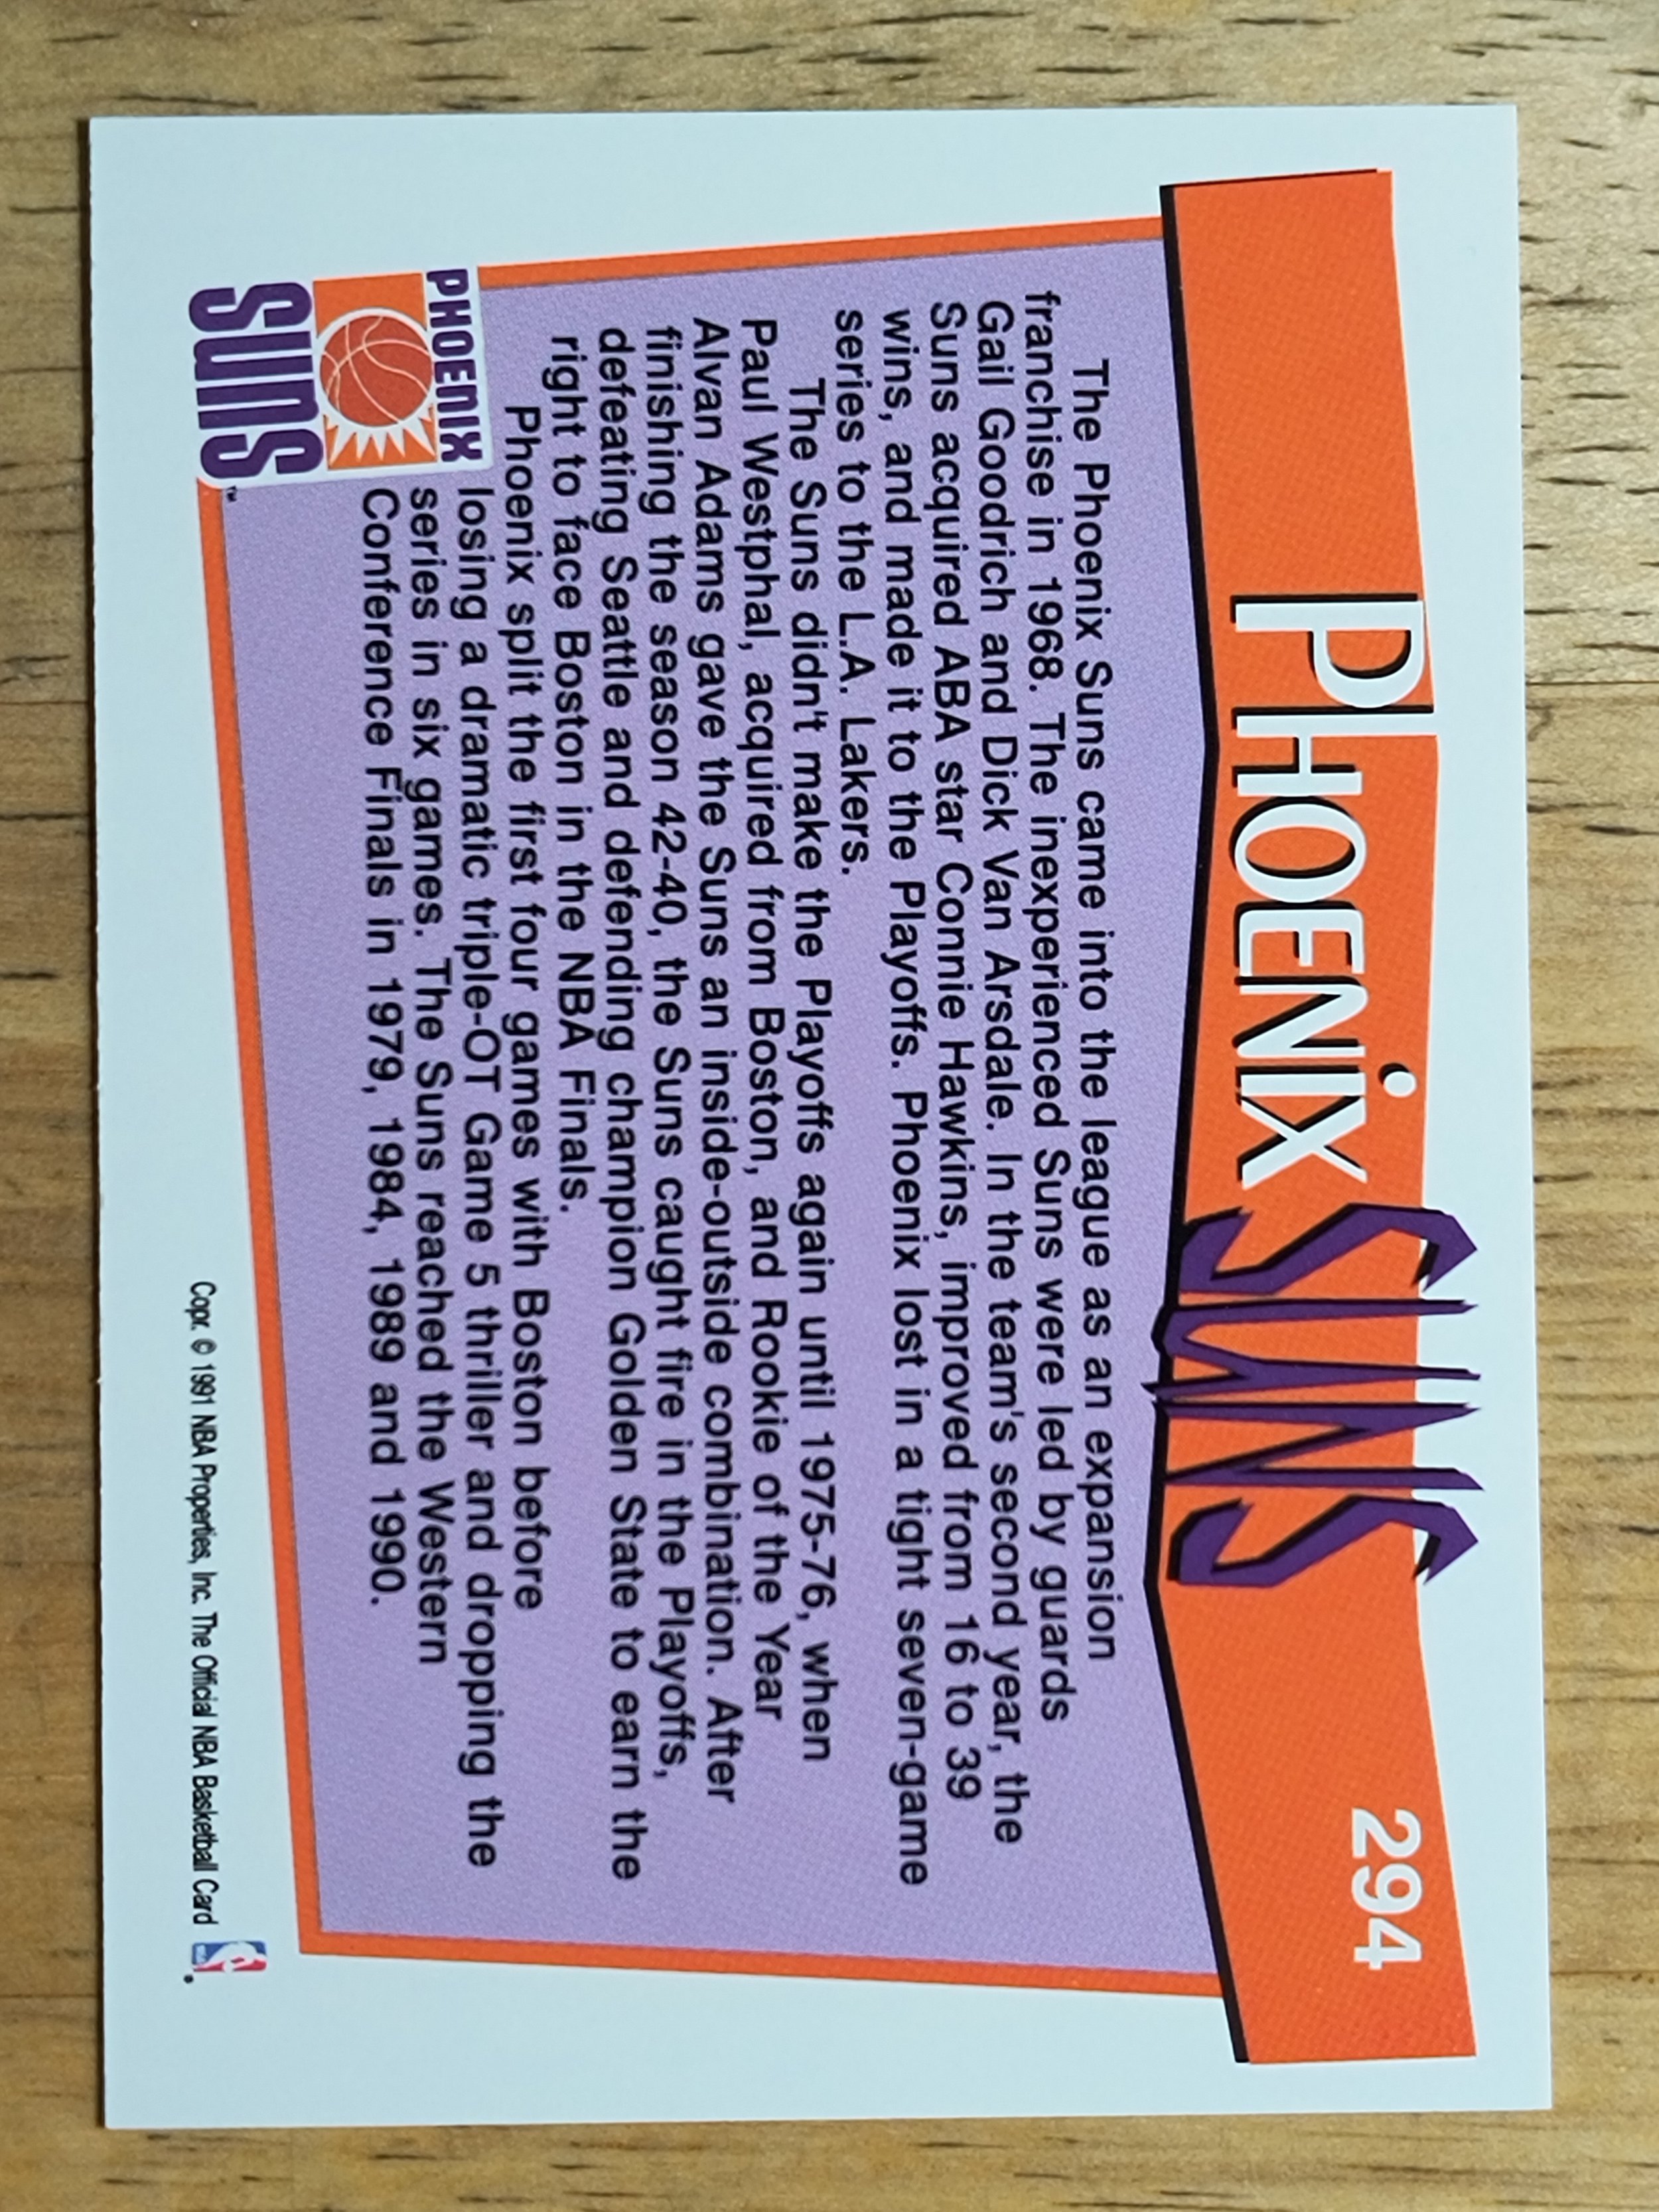 PHOENiX SUNS
294
The Phoenix Suns came into the league as an expansion
franchise in 1968. The inexperienced Suns were led by guards
Gail Goodrich and Dick Van Arsdale. In the team's second year, the
Suns acquired ABA star Connie Hawkins, improved from 16 to 39
wins, and made it to the Playoffs. Phoenix lost in a tight seven-game
series to the L.A. Lakers.
The Suns didn't make the Playoffs again until 1975-76, when
Paul Westphal, acquired from Boston, and Rookie of the Year
Alvan Adams gave the Suns an inside-outside combination. After
finishing the season 42-40, the Suns caught fire in the Playoffs,
defeating Seattle and defending champion Golden State to earn the
right to face Boston in the NBA Finals.
Phoenix split the first four games with Boston before
losing a dramatic triple-OT Game 5 thriller and dropping the
series in six games. The Suns reached the Western
Conference Finals in 1979, 1984, 1989 and 1990.
PHOENIX
SUNS™
Copr. © 1991 NBA Properties, Inc. The Official NBA Basketball Card